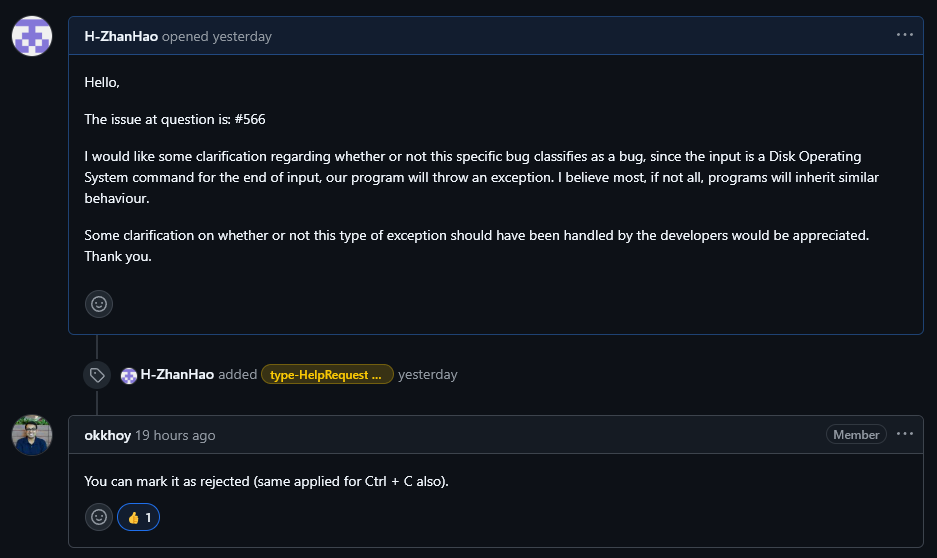 H-ZhanHao opened yesterday
Hello,
The issue at question is: #566
I would like some clarification regarding whether or not this specific bug classifies as a bug, since the input is a Disk Operating
System command for the end of input, our program will throw an exception. I believe most, if not all, programs will inherit similar
behaviour.
Some clarification on whether or not this type of exception should have been handled by the developers would be appreciated.
Thank you.
H-ZhanHao added type-HelpRequest ... yesterday
okkhoy 19 hours ago Member
You can mark it as rejected (same applied for Ctrl + C also).
👍 1